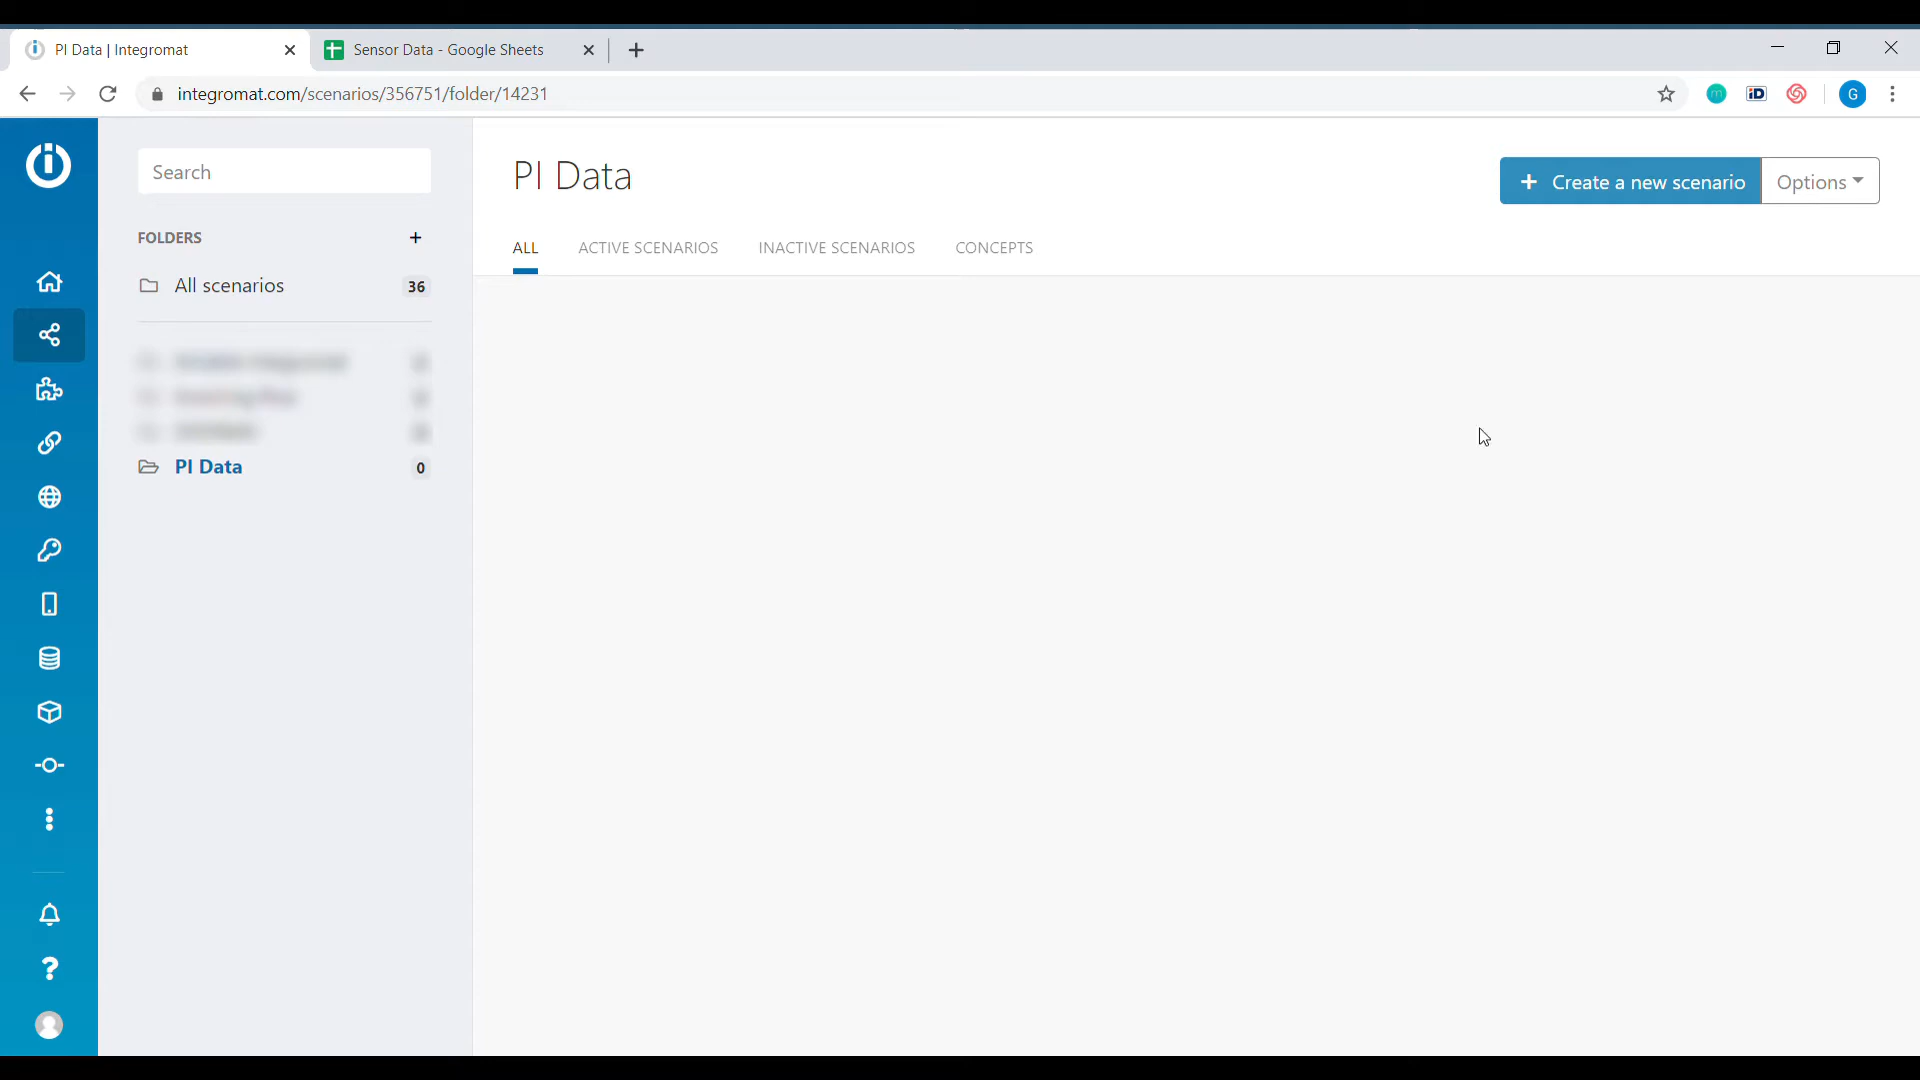 PI Data | Integromat
Sensor Data - Google Sheets
integromat.com/scenarios/356751/folder/14231
iD
G
Search
PI Data
Create a new scenario
Options
FOLDERS
ALL
ACTIVE SCENARIOS
INACTIVE SCENARIOS
CONCEPTS
All scenarios
36
PI Data
0